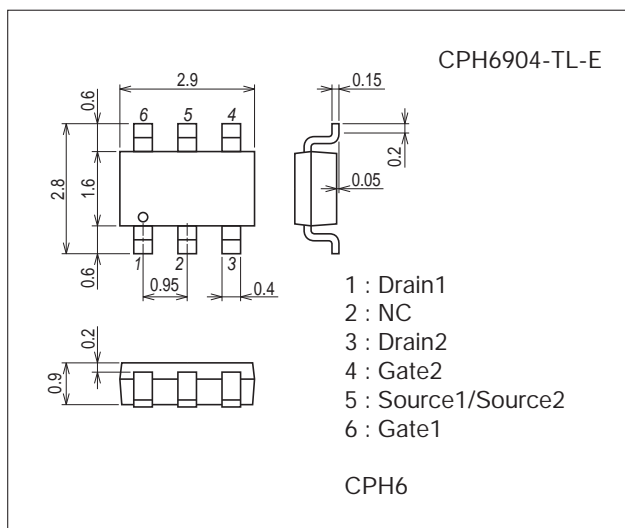 CPH6904-TL-E
2.9
0.15
0.6
6
5
4
0.2
2.8
1.6
0.05
0.6
1
2
3
0.95
0.4
1 : Drain1
2 : NC
3 : Drain2
4 : Gate2
5 : Source1/Source2
6 : Gate1
0.2
0.9
CPH6